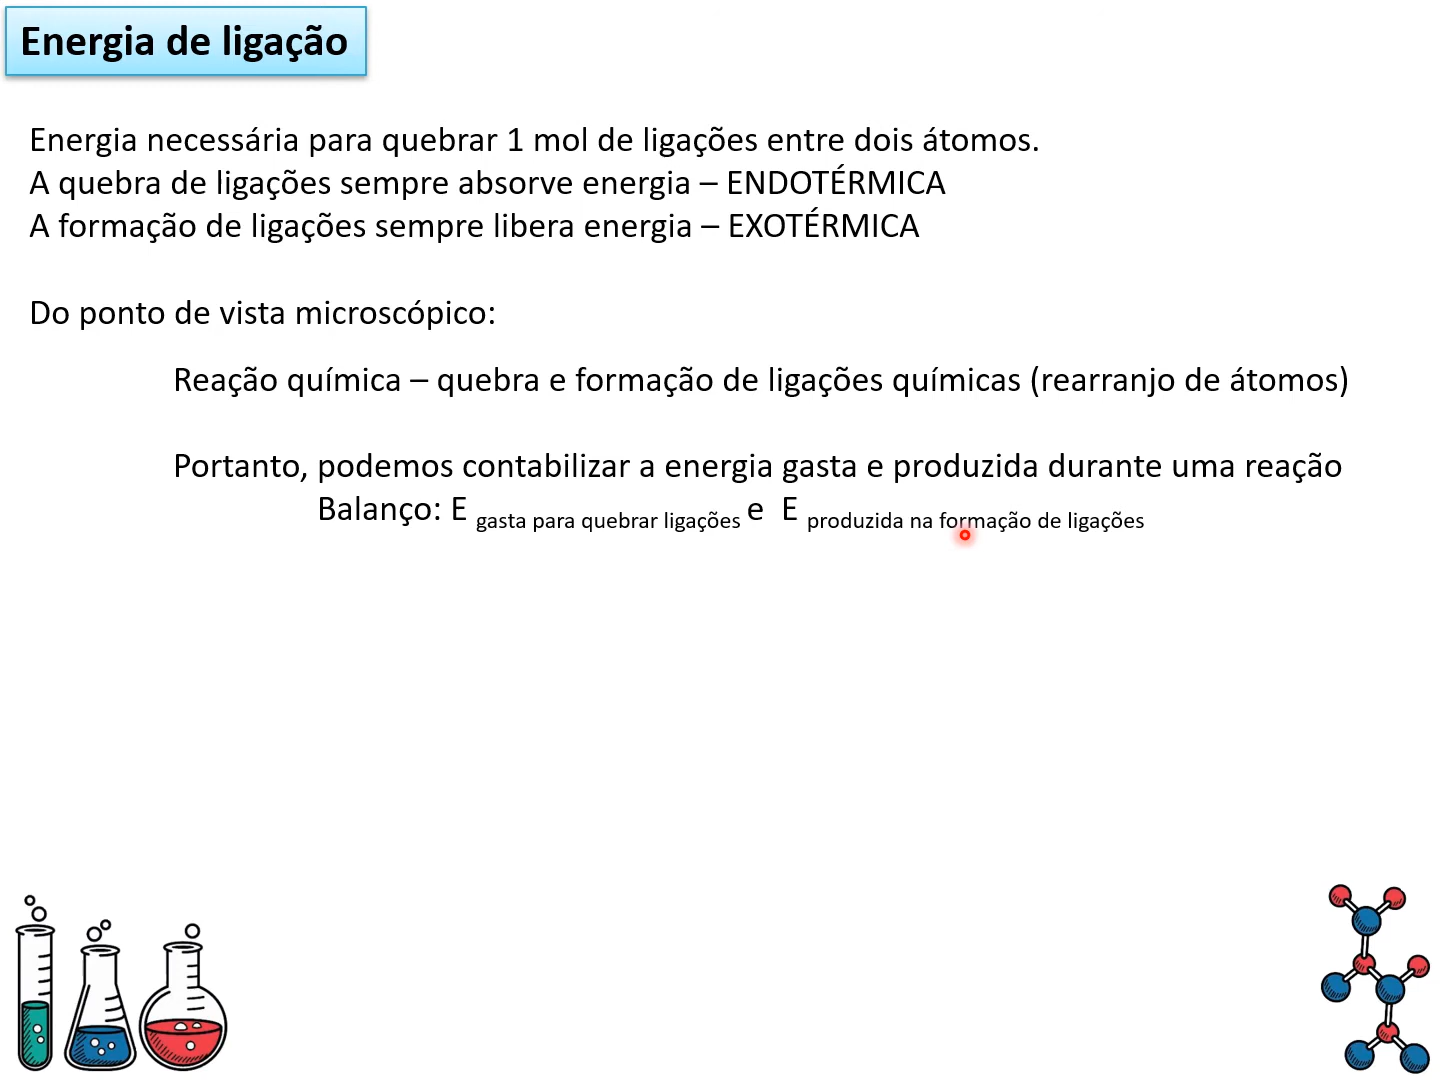 Energia de ligação
Energia necessária para quebrar 1 mol de ligações entre dois átomos.
A quebra de ligações sempre absorve energia – ENDOTÉRMICA
A formação de ligações sempre libera energia – EXOTÉRMICA
Do ponto de vista microscópico:
Reação química – quebra e formação de ligações químicas (rearranjo de átomos)
Portanto, podemos contabilizar a energia gasta e produzida durante uma reação
Balanço: E gasta para quebrar ligações e E produzida na formação de ligações